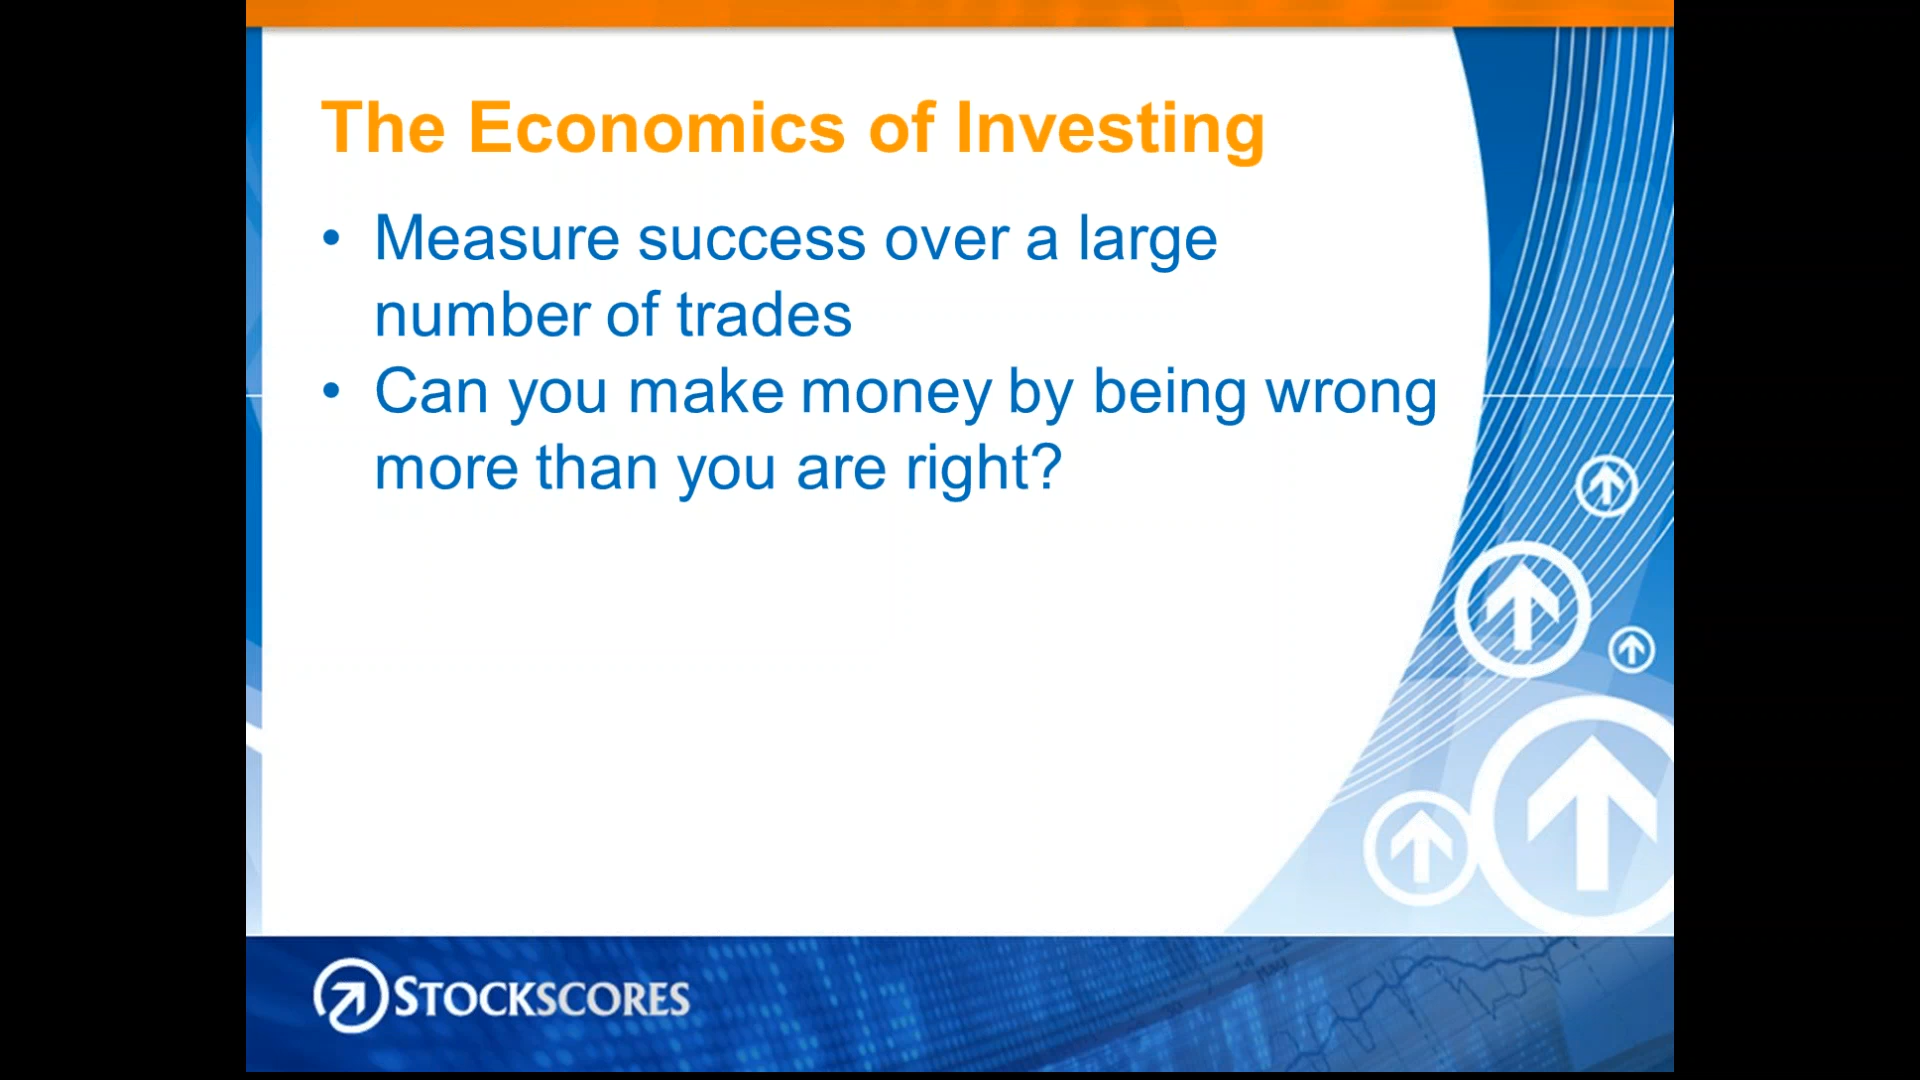 The Economics of Investing
• Measure success over a large
number of trades
• Can you make money by being wrong
more than you are right?
STOCKSCORES